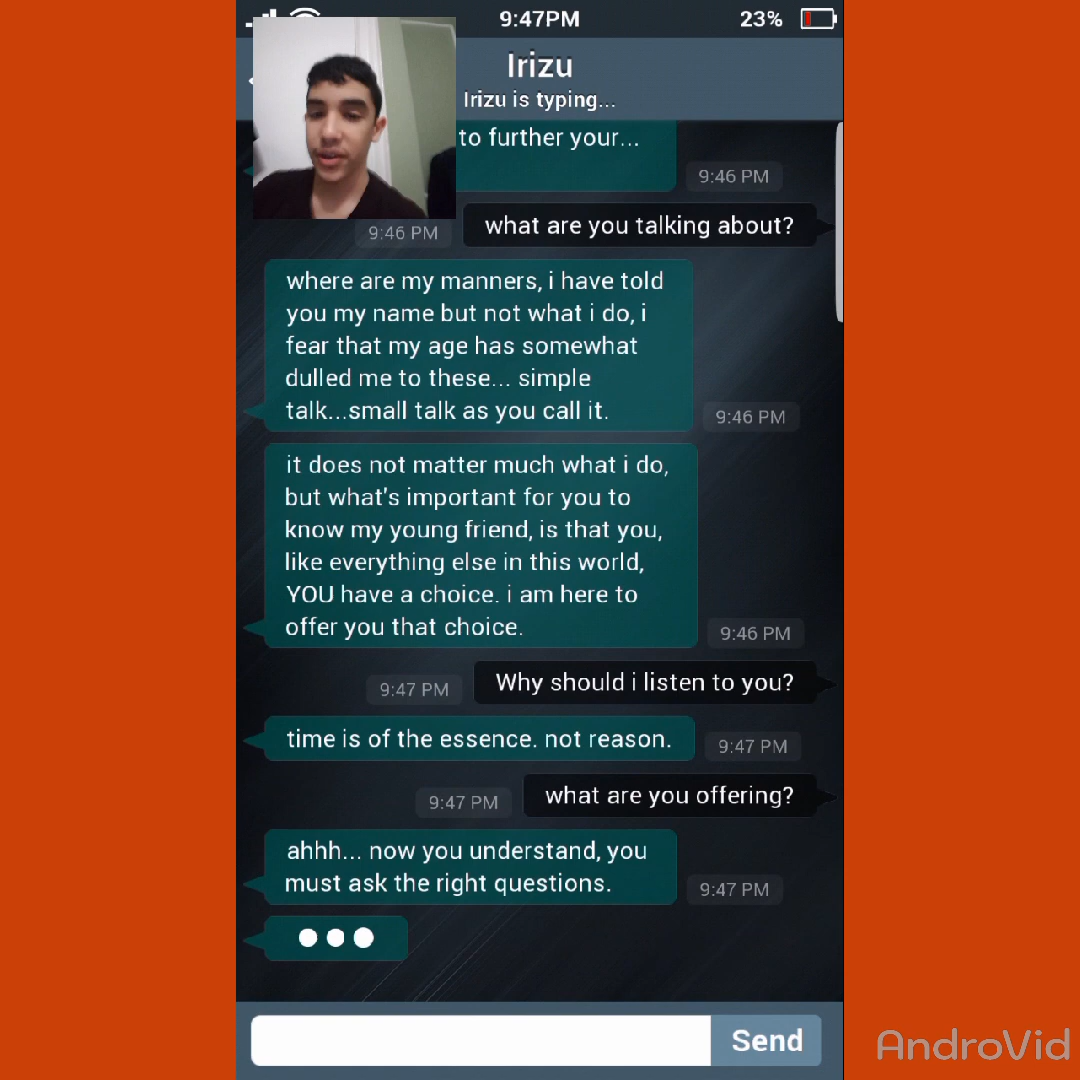 9:47PM
23%
Irizu
Irizu is typing...
to further your...
9:46 PM
what are you talking about?
9:46 PM
where are my manners, i have told
you my name but not what i do, i
fear that my age has somewhat
dulled me to these... simple
talk...small talk as you call it.
9:46 PM
it does not matter much what i do,
but what's important for you to
know my young friend, is that you,
like everything else in this world,
YOU have a choice. i am here to
offer you that choice.
9:46 PM
Why should i listen to you?
9:47 PM
time is of the essence. not reason.
9:47 PM
what are you offering?
9:47 PM
ahhh... now you understand, you
must ask the right questions.
9:47 PM
Send
AndroVid